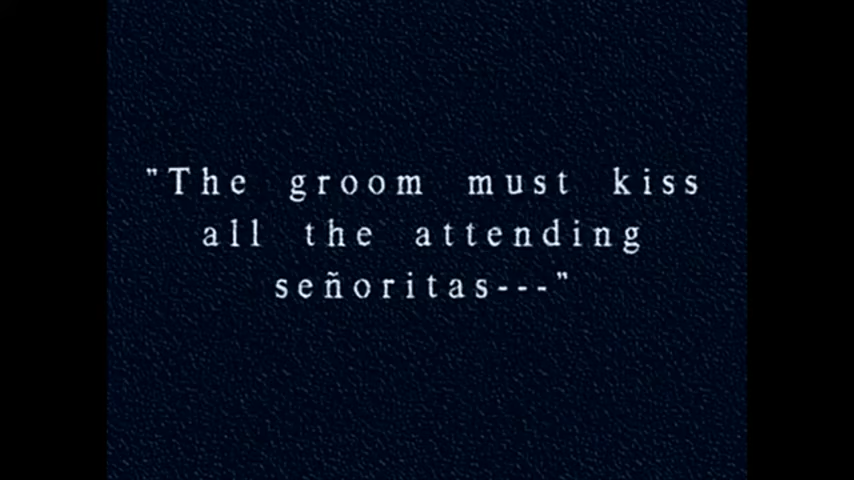 "The groom must kiss
all the attending
señoritas---"